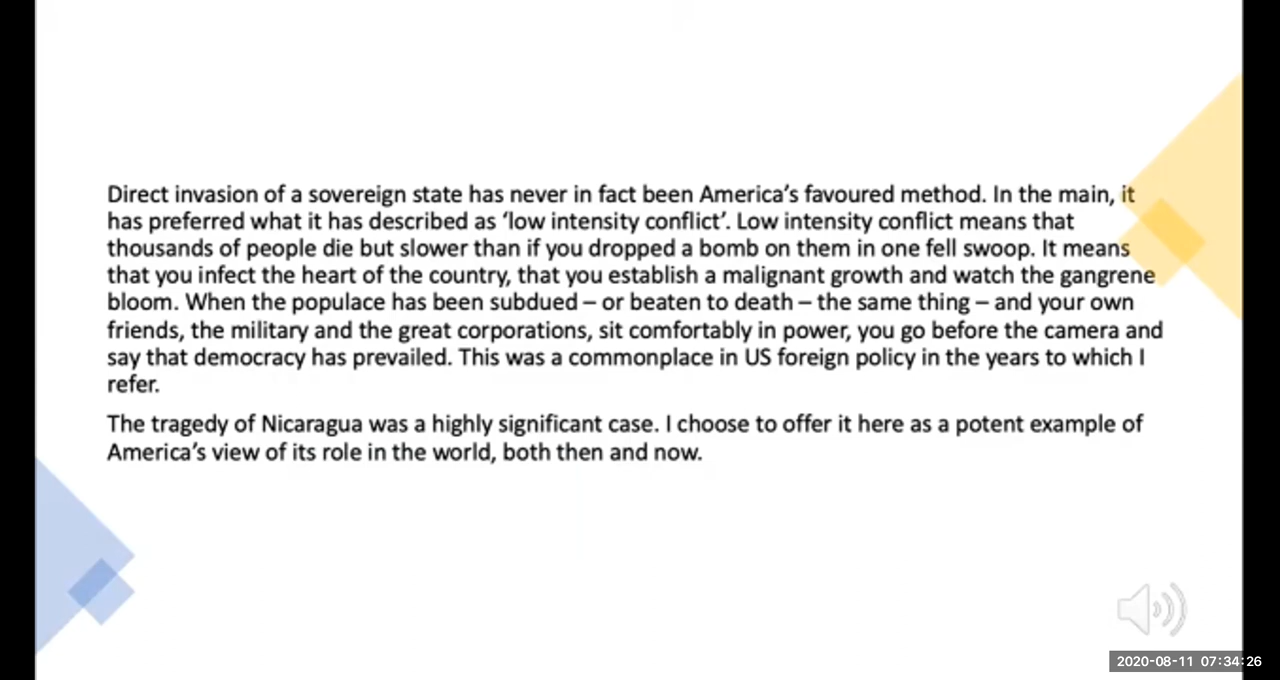 Direct invasion of a sovereign state has never in fact been America’s favoured method. In the main, it
has preferred what it has described as ‘low intensity conflict’. Low intensity conflict means that
thousands of people die but slower than if you dropped a bomb on them in one fell swoop. It means
that you infect the heart of the country, that you establish a malignant growth and watch the gangrene
bloom. When the populace has been subdued – or beaten to death – the same thing – and your own
friends, the military and the great corporations, sit comfortably in power, you go before the camera and
say that democracy has prevailed. This was a commonplace in US foreign policy in the years to which I
refer.
The tragedy of Nicaragua was a highly significant case. I choose to offer it here as a potent example of
America’s view of its role in the world, both then and now.
2020-08-11 07:34:26